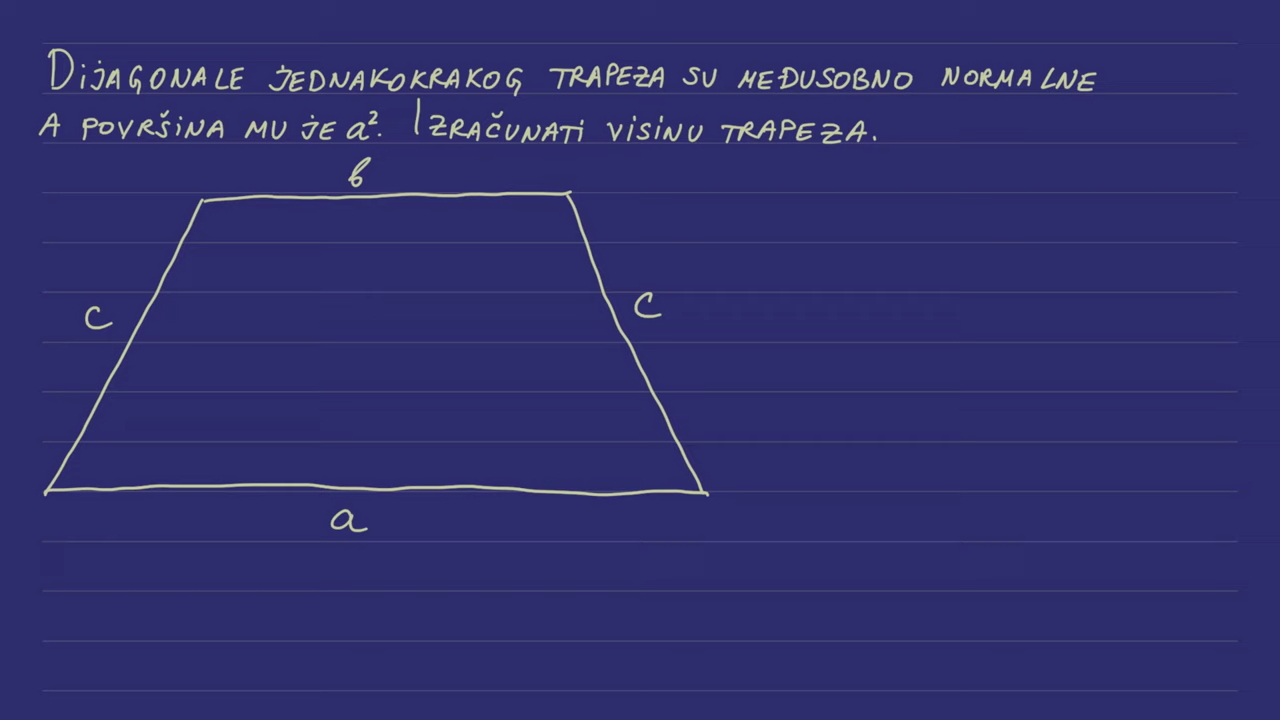 DIJAGONALE JEDNAKOKRAKOG TRAPEZA SU MEĐUSOBNO NORMALNE
A POVRŠINA MU JE a². IZRAČUNATI VISINU TRAPEZA.
b
c
c
a